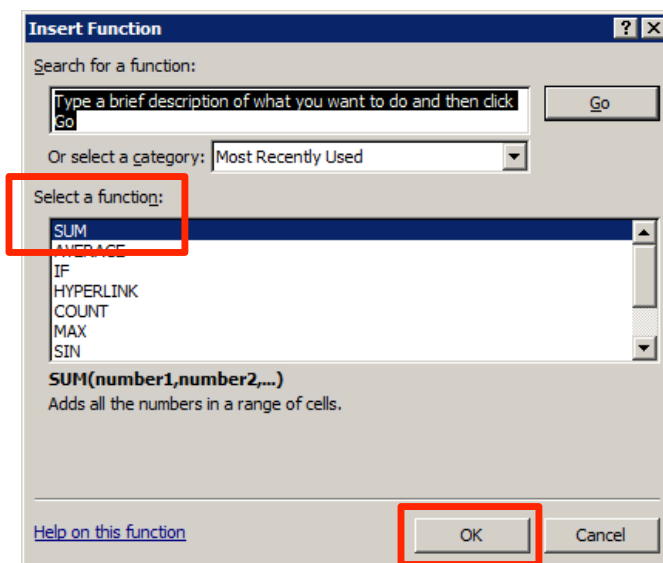 Insert Function
Search for a function:
Type a brief description of what you want to do and then click
Go
Go
Or select a category: Most Recently Used
Select a function:
SUM
AVERAGE
IF
HYPERLINK
COUNT
MAX
SIN
SUM(number1,number2,...)
Adds all the numbers in a range of cells.
Help on this function
OK
Cancel